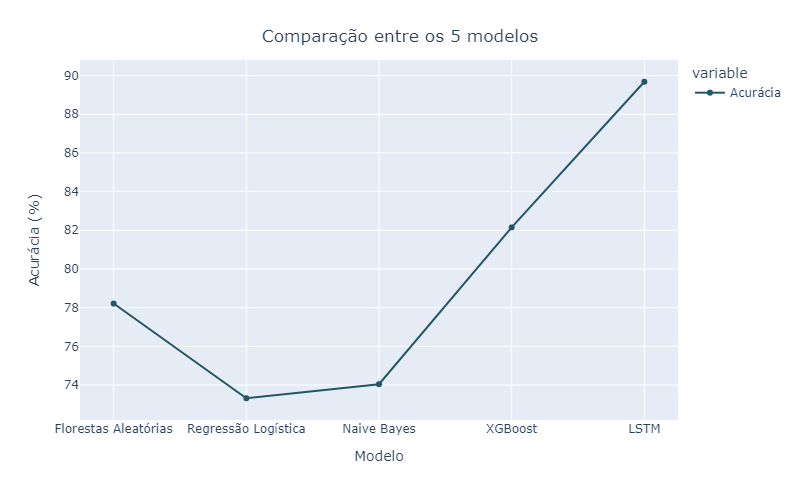 Comparação entre os 5 modelos
variable
Acurácia
90
88
86
84
82
80
78
76
74
Acurácia (%)
Florestas Aleatórias
Regressão Logística
Naive Bayes
XGBoost
LSTM
Modelo